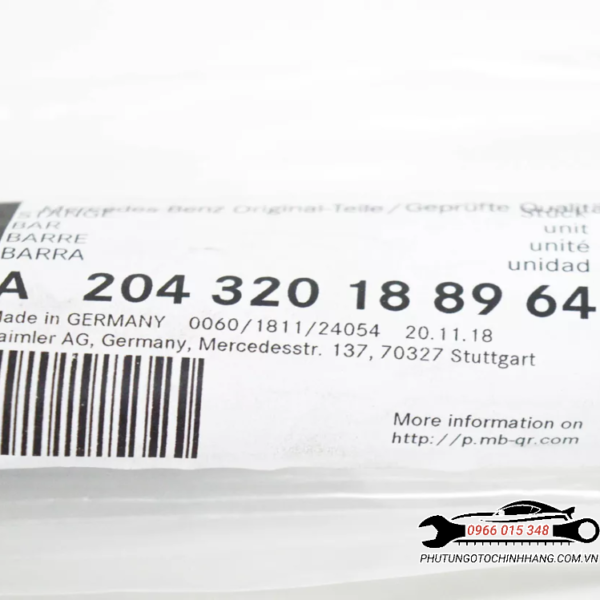 Mercedes-Benz Original-Teile / Geprüfte Qualitä
STANGE
BAR
BARRE
BARRA
Stück
unit
unité
unidad
A 204 320 18 89 64
Made in GERMANY 0060/1811/24054 20.11.18
aimler AG, Germany, Mercedesstr. 137, 70327 Stuttgart
More information on
http://p.mb-qr.com
0966 015 348
PHUTUNGOTOCHINHHANG.COM.VN